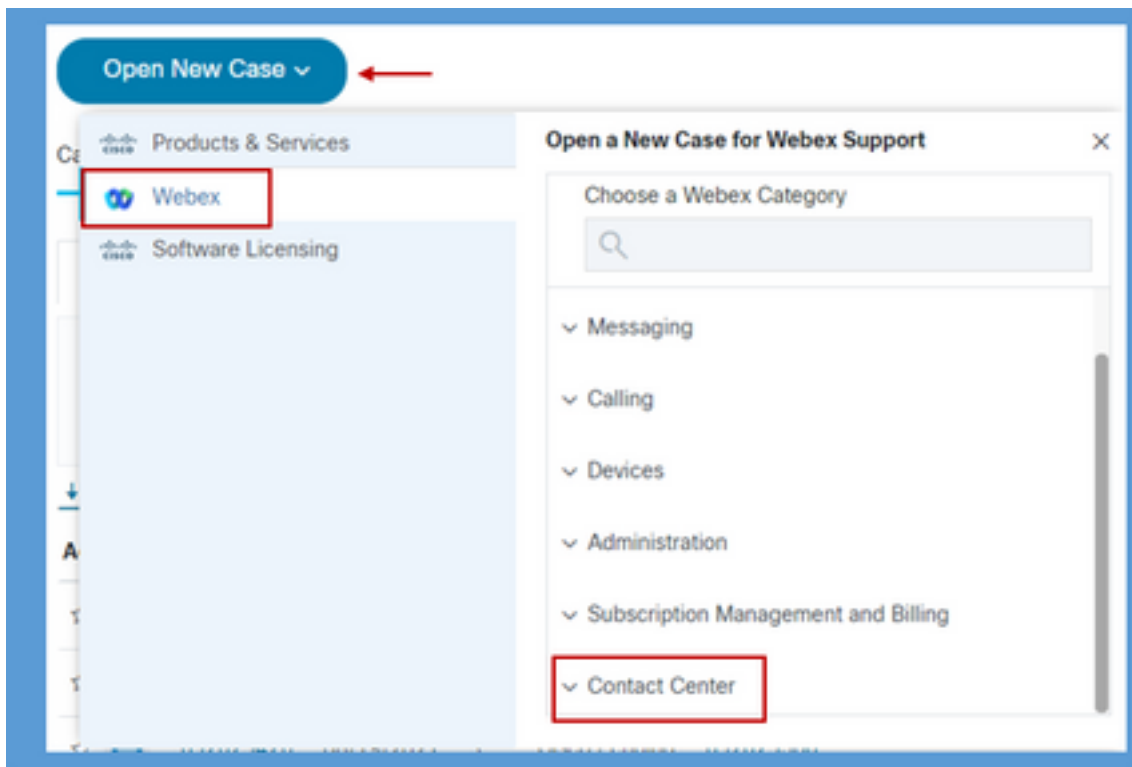 Open New Case
Products & Services
Webex
Software Licensing
Open a New Case for Webex Support
Choose a Webex Category
Messaging
Calling
Devices
Administration
Subscription Management and Billing
Contact Center